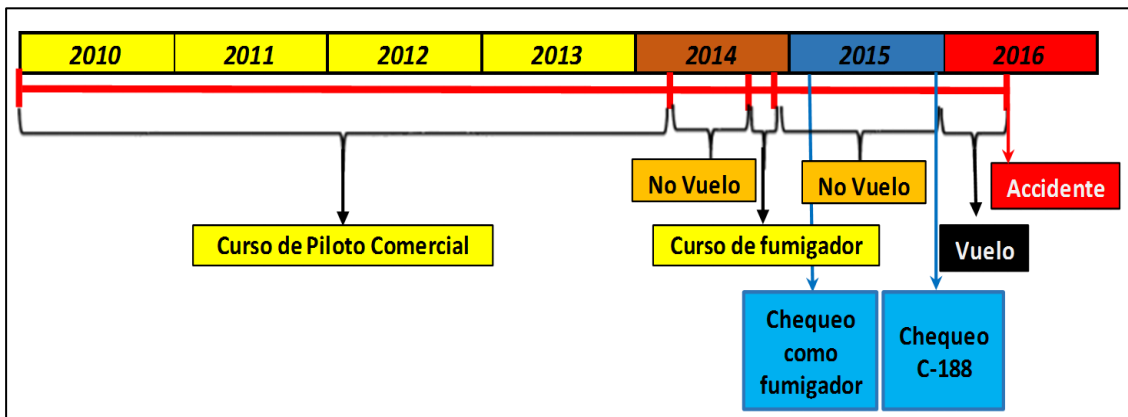 2010 2011 2012 2013 2014 2015 2016
No Vuelo
No Vuelo
Accidente
Curso de Piloto Comercial
Curso de fumigador
Vuelo
Chequeo
como
fumigador
Chequeo
C-188